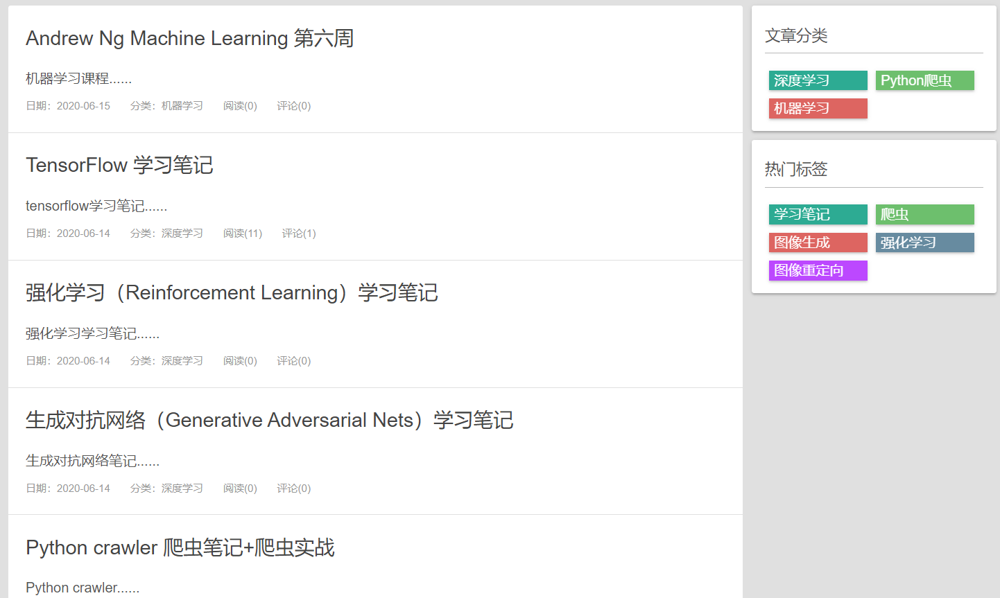 Andrew Ng Machine Learning 第六周
机器学习课程......
日期：2020-06-15 分类：机器学习 阅读(0) 评论(0)
TensorFlow 学习笔记
tensorflow学习笔记......
日期：2020-06-14 分类：深度学习 阅读(11) 评论(1)
强化学习（Reinforcement Learning）学习笔记
强化学习学习笔记......
日期：2020-06-14 分类：深度学习 阅读(0) 评论(0)
生成对抗网络（Generative Adversarial Nets）学习笔记
生成对抗网络笔记......
日期：2020-06-14 分类：深度学习 阅读(0) 评论(0)
Python crawler 爬虫笔记+爬虫实战
Python crawler......
文章分类
深度学习 Python爬虫
机器学习
热门标签
学习笔记 爬虫
图像生成 强化学习
图像重定向